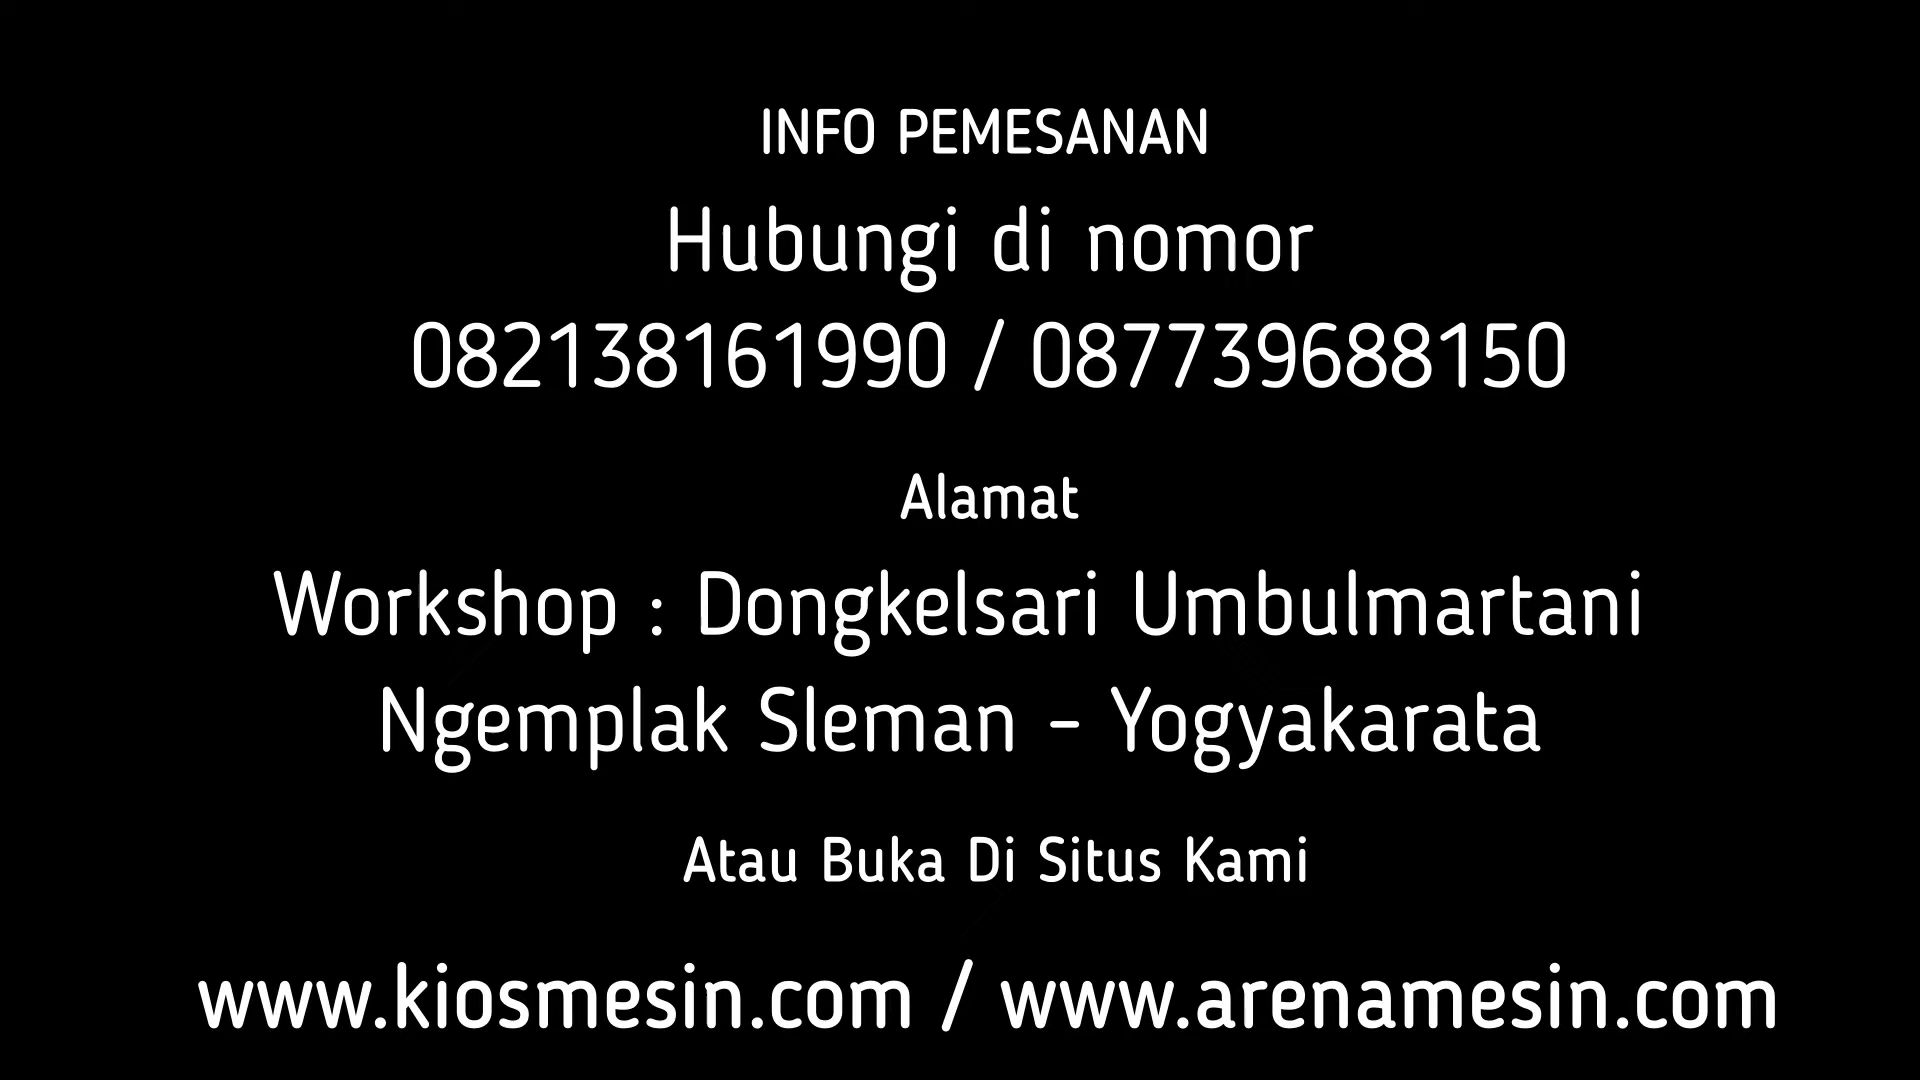 INFO PEMESANAN
Hubungi di nomor
082138161990 / 087739688150
Alamat
Workshop : Dongkelsari Umbulmartani
Ngemplak Sleman - Yogyakarata
Atau Buka Di Situs Kami
www.kiosmesin.com / www.arenamesin.com